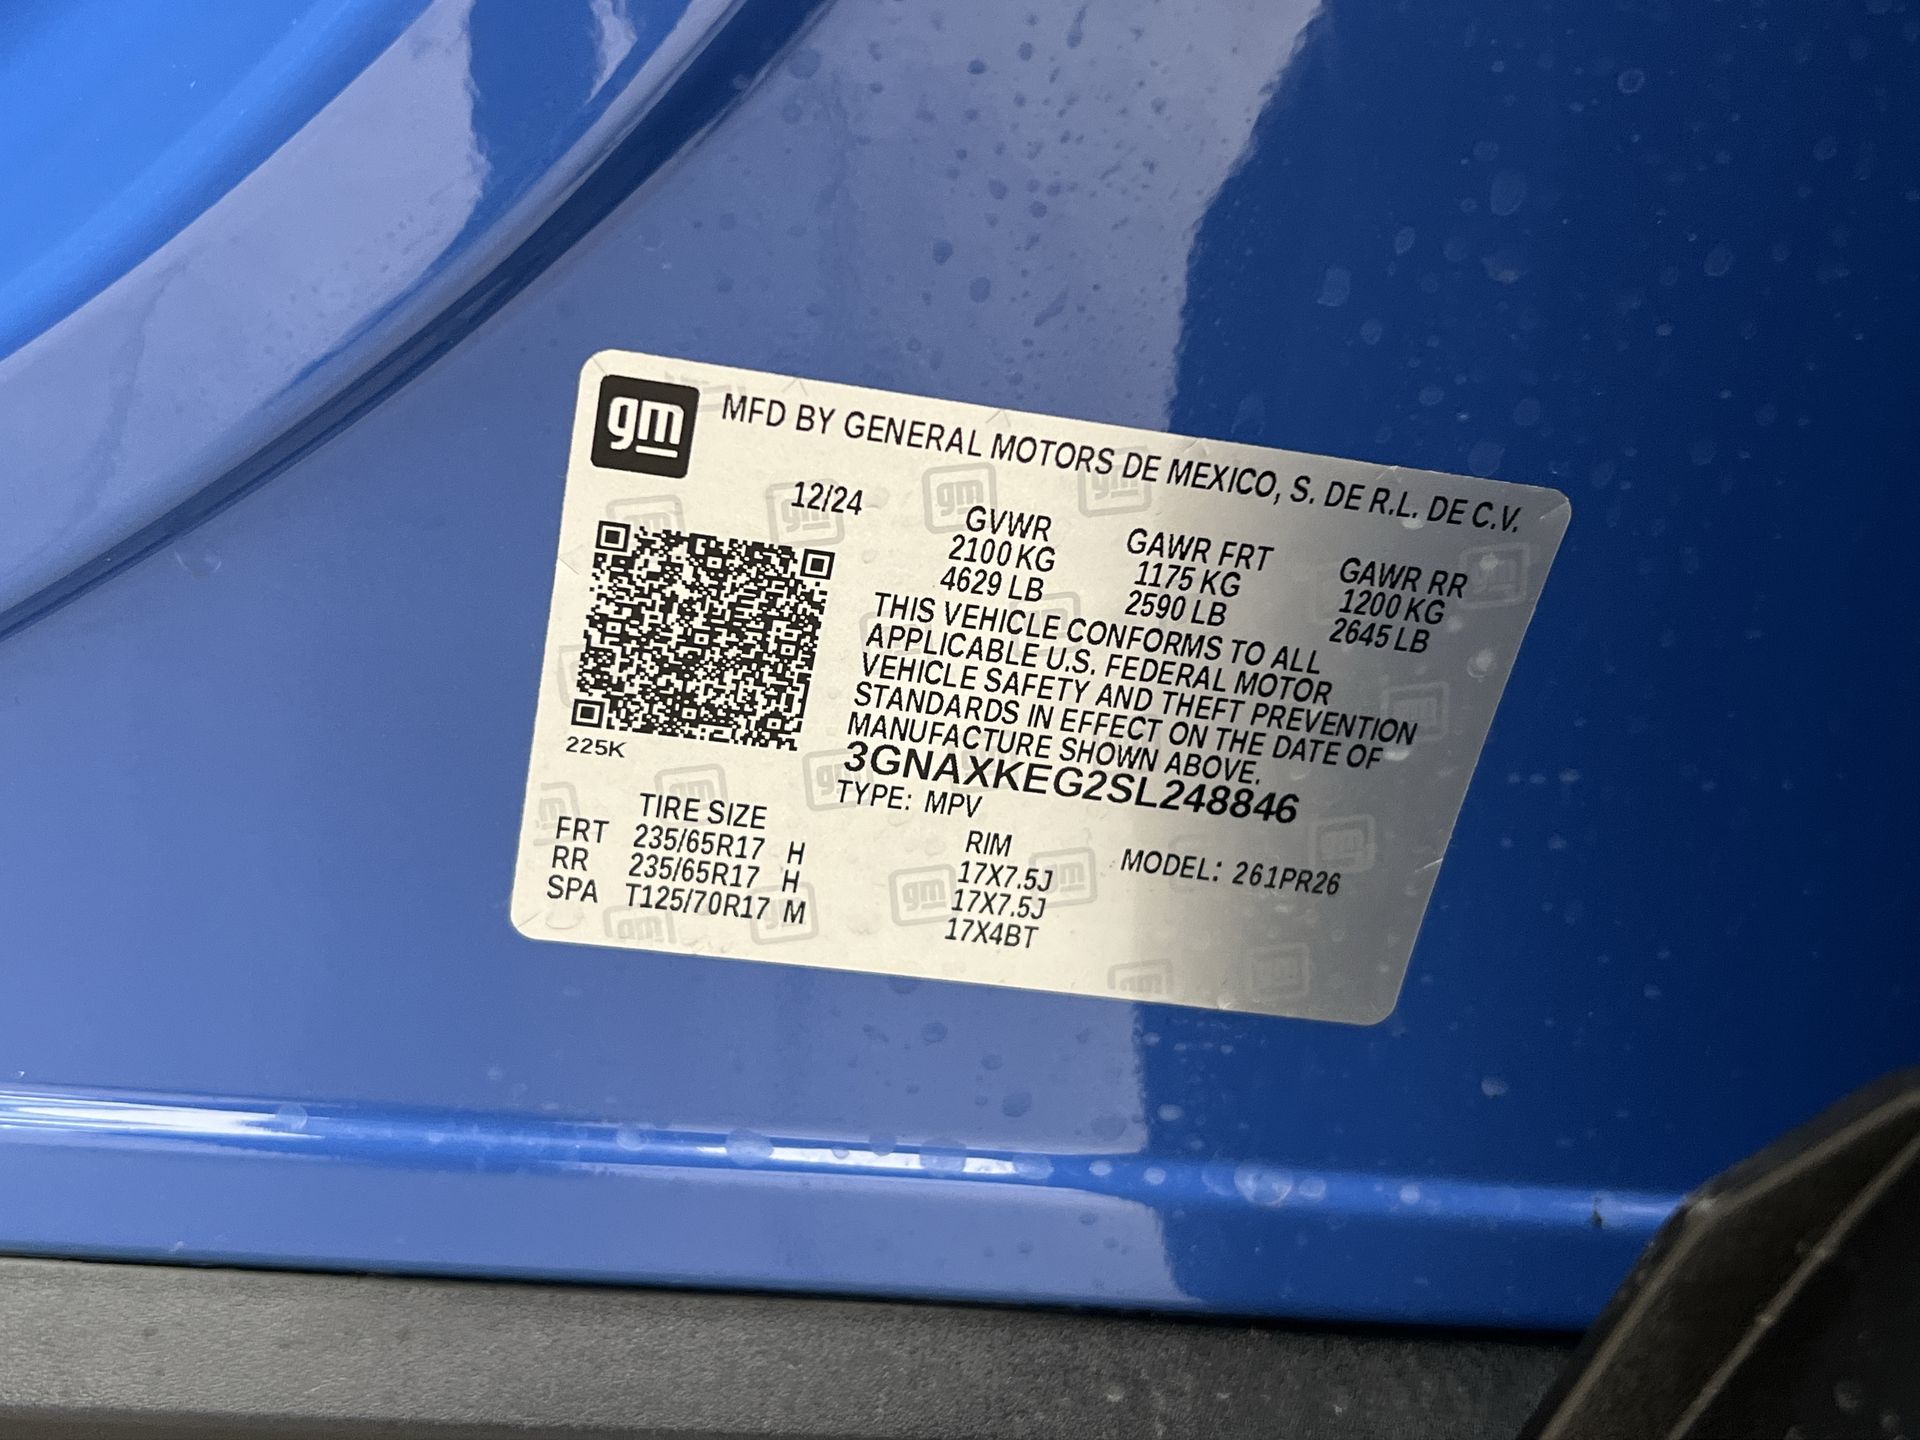 gm
MFD BY GENERAL MOTORS DE MEXICO, S. DE R.L. DE C.V.
12/24
GVWR GAWR FRT GAWR RR
2100 KG 1175 KG 1200 KG
4629 LB 2590 LB 2645 LB
THIS VEHICLE CONFORMS TO ALL
APPLICABLE U.S. FEDERAL MOTOR
VEHICLE SAFETY AND THEFT PREVENTION
STANDARDS IN EFFECT ON THE DATE OF
MANUFACTURE SHOWN ABOVE.
225K
3GNAXKEG2SL248846
TYPE: MPV
TIRE SIZE RIM MODEL: 261PR26
FRT 235/65R17 H 17X7.5J
RR 235/65R17 H 17X7.5J
SPA T125/70R17 M 17X4BT